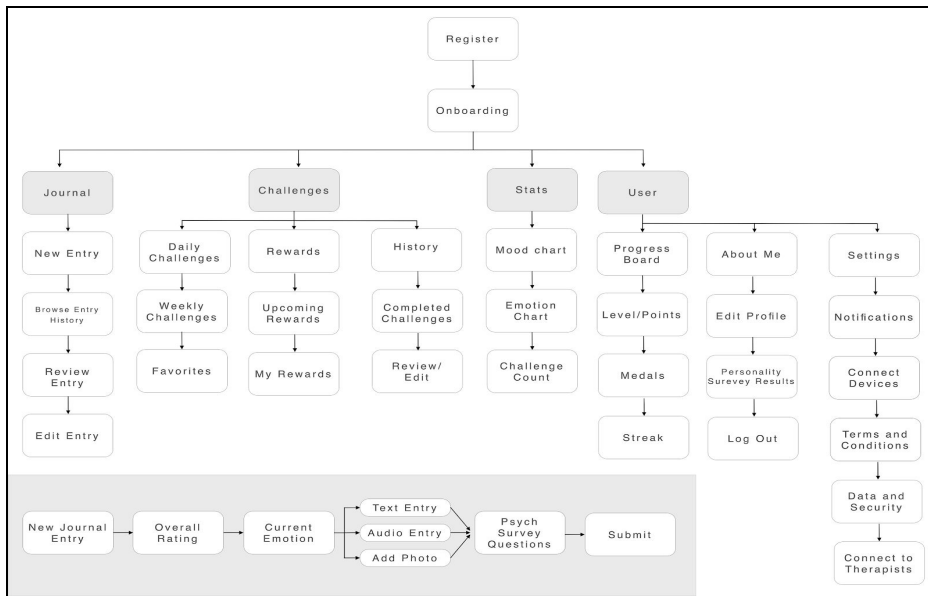 Register
Onboarding
Journal
Challenges
Stats
User
New Entry
Browse Entry
History
Review
Entry
Edit Entry
Daily
Challenges
Weekly
Challenges
Favorites
Rewards
Upcoming
Rewards
My Rewards
History
Completed
Challenges
Review/
Edit
Mood chart
Emotion
Chart
Challenge
Count
Progress
Board
Level/Points
Medals
Streak
About Me
Edit Profile
Personality
Surevey Results
Log Out
Settings
Notifications
Connect
Devices
Terms and
Conditions
Data and
Security
Connect to
Therapists
New Journal
Entry
Overall
Rating
Current
Emotion
Text Entry
Audio Entry
Add Photo
Psych
Survey
Questions
Submit